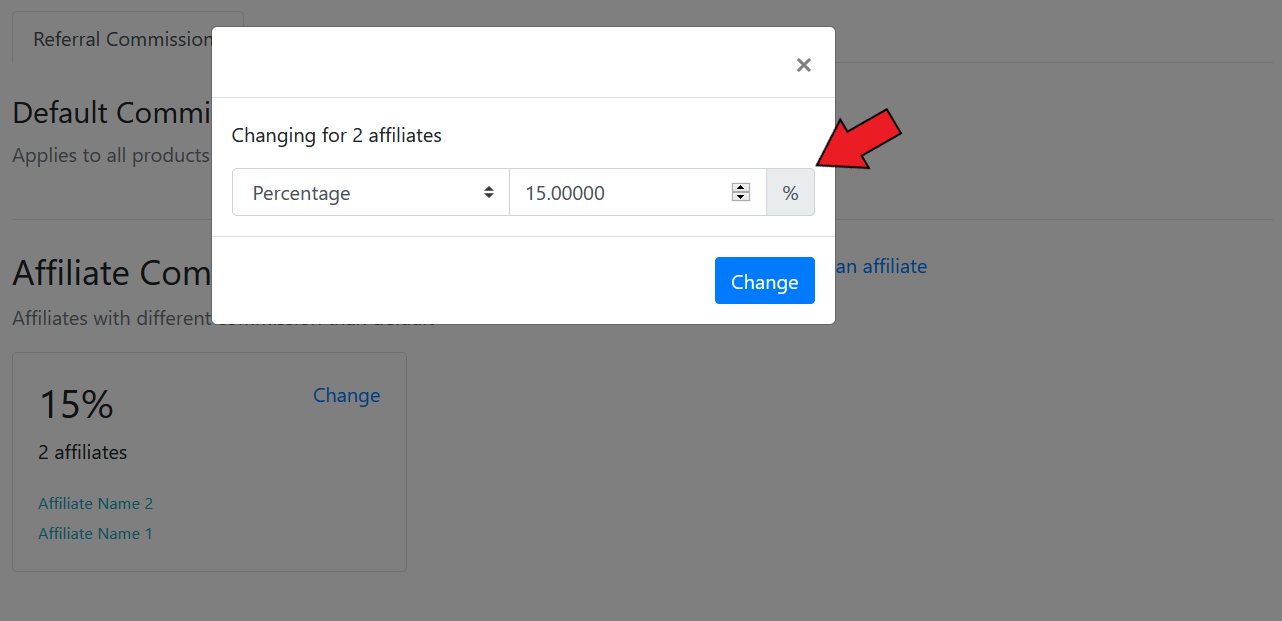 Referral Commission
×
Default Commi
Changing for 2 affiliates
Applies to all products
Percentage 15.00000 %
Affiliate Com an affiliate
Change
Affiliates with different
15% Change
2 affiliates
Affiliate Name 2
Affiliate Name 1